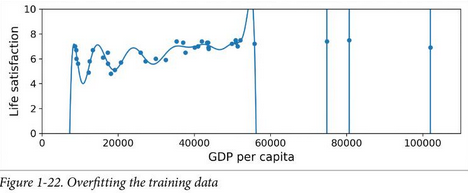 10
8
6
4
2
0
Life satisfaction
0 20000 40000 60000 80000 100000
GDP per capita
Figure 1-22. Overfitting the training data